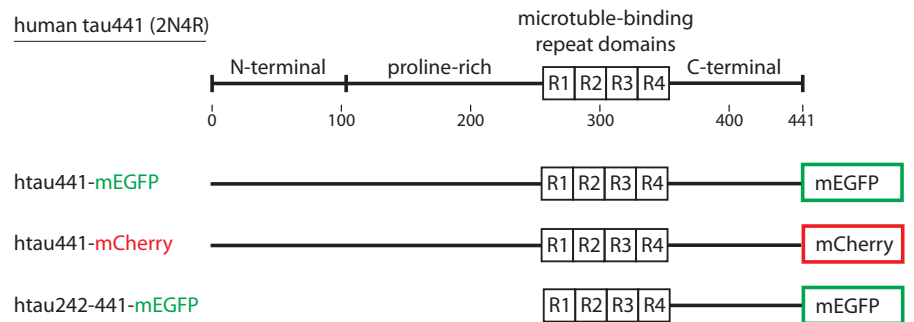 human tau441 (2N4R)
microtuble-binding
repeat domains
N-terminal proline-rich R1 R2 R3 R4 C-terminal
0 100 200 300 400 441
htau441-mEGFP R1 R2 R3 R4 mEGFP
htau441-mCherry R1 R2 R3 R4 mCherry
htau242-441-mEGFP R1 R2 R3 R4 mEGFP